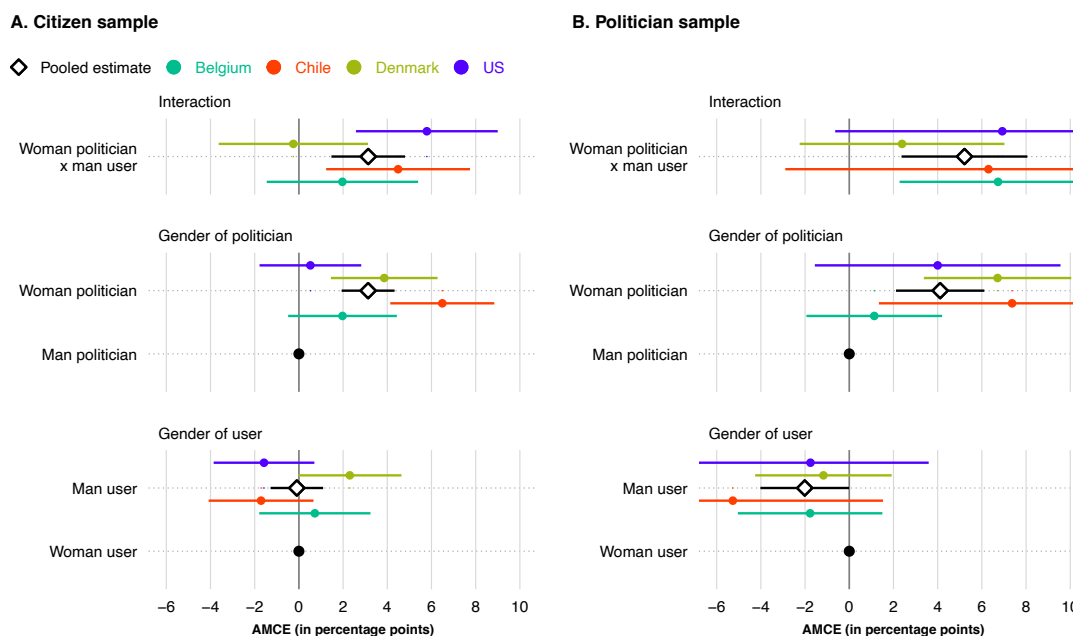 A. Citizen sample
B. Politician sample
Pooled estimate Belgium Chile Denmark US
Interaction
Woman politician
x man user
Gender of politician
Woman politician
Man politician
Gender of user
Man user
Woman user
−6 −4 −2 0 2 4 6 8 10
AMCE (in percentage points)
Interaction
Woman politician
x man user
Gender of politician
Woman politician
Man politician
Gender of user
Man user
Woman user
−6 −4 −2 0 2 4 6 8 10
AMCE (in percentage points)